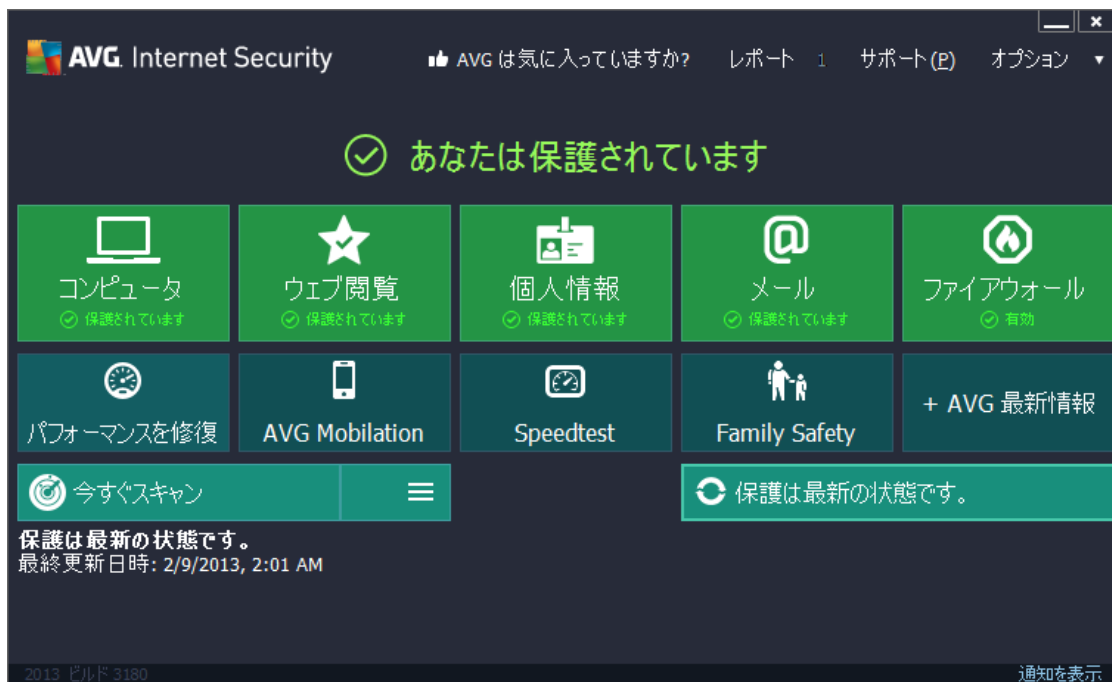 AVG. Internet Security
AVG は気に入っていますか?
レポート 1
サポート(P)
オプション
あなたは保護されています
コンピュータ
保護されています
ウェブ閲覧
保護されています
個人情報
保護されています
メール
保護されています
ファイアウォール
有効
パフォーマンスを修復
AVG Mobilation
Speedtest
Family Safety
+ AVG 最新情報
今すぐスキャン
保護は最新の状態です。
保護は最新の状態です。
最終更新日時: 2/9/2013, 2:01 AM
2013 ビルド 3180
通知を表示